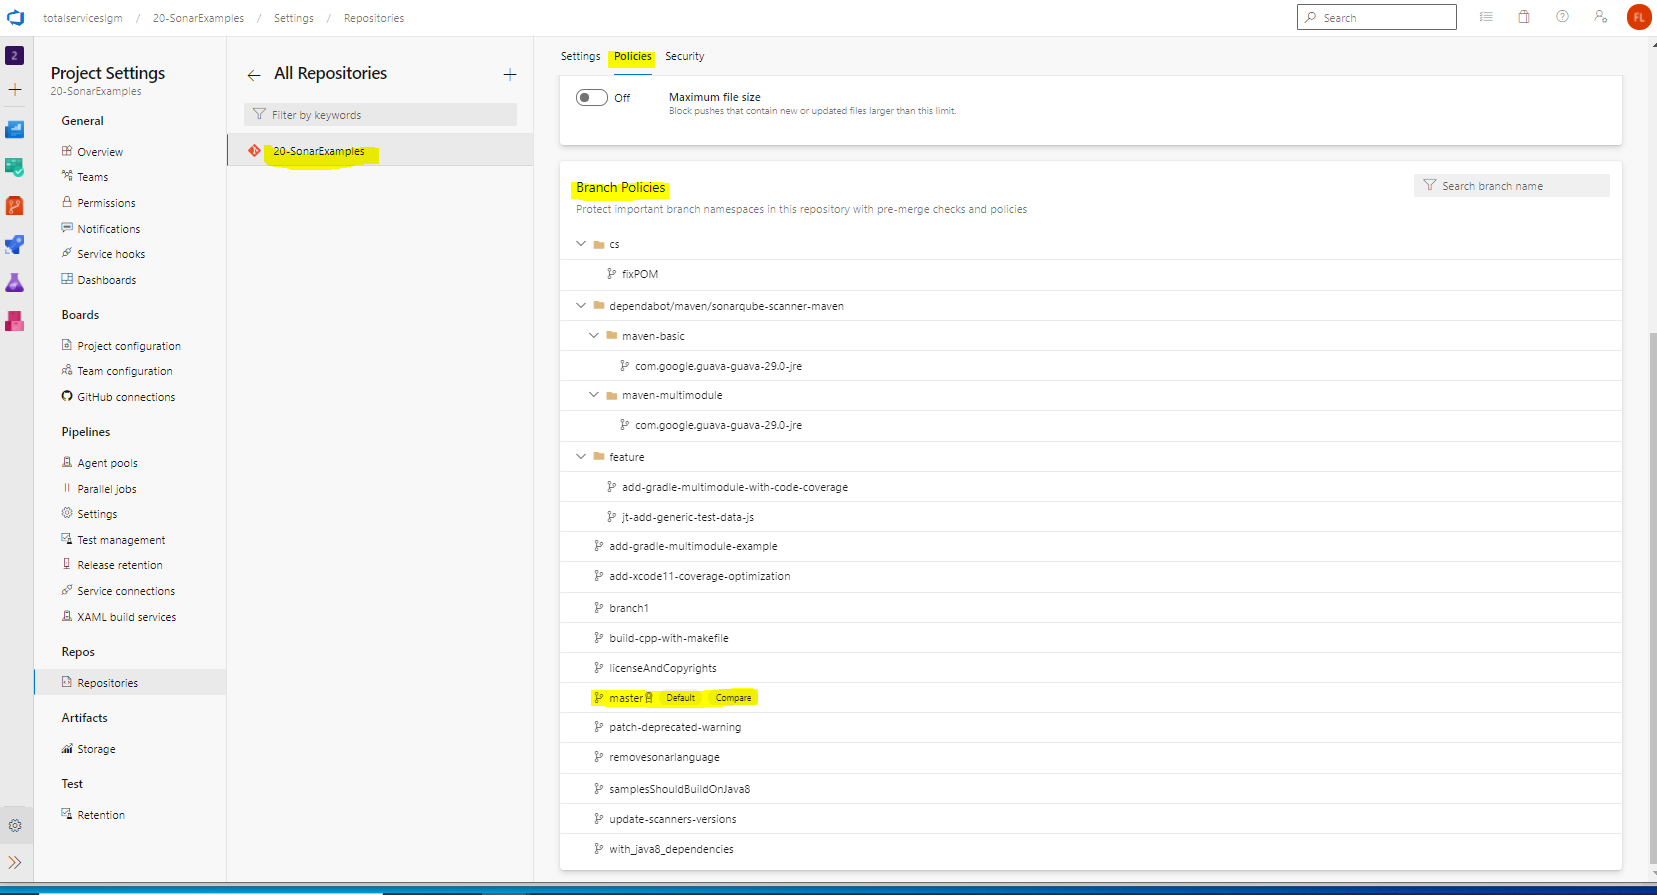 totalserviceslgm / 20-SonarExamples / Settings / Repositories
Search
FL
2
Project Settings
20-SonarExamples
General
Overview
Teams
Permissions
Notifications
Service hooks
Dashboards
Boards
Project configuration
Team configuration
GitHub connections
Pipelines
Agent pools
Parallel jobs
Settings
Test management
Release retention
Service connections
XAML build services
Repos
Repositories
Artifacts
Storage
Test
Retention
All Repositories
Filter by keywords
20-SonarExamples
Settings Policies Security
Off
Maximum file size
Block pushes that contain new or updated files larger than this limit.
Branch Policies
Search branch name
Protect important branch namespaces in this repository with pre-merge checks and policies
cs
fixPOM
dependabot/maven/sonarqube-scanner-maven
maven-basic
com.google.guava-guava-29.0-jre
maven-multimodule
com.google.guava-guava-29.0-jre
feature
add-gradle-multimodule-with-code-coverage
jt-add-generic-test-data-js
add-gradle-multimodule-example
add-xcode11-coverage-optimization
branch1
build-cpp-with-makefile
licenseAndCopyrights
master Default Compare
patch-deprecated-warning
removesonarlanguage
samplesShouldBuildOnJava8
update-scanners-versions
with_java8_dependencies